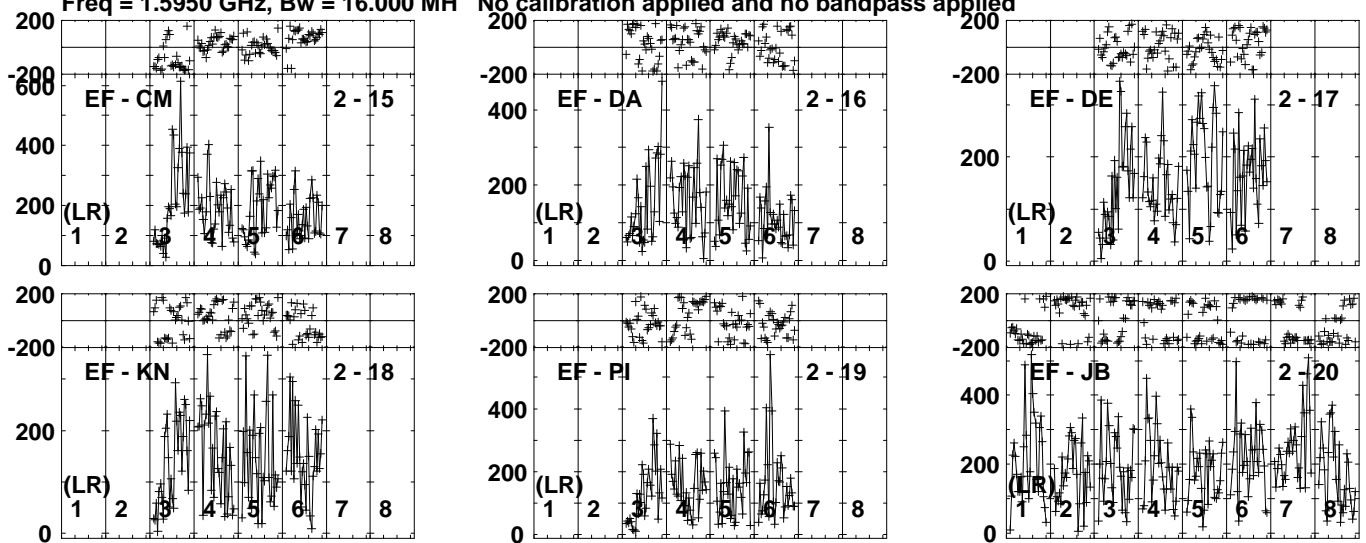 Freq = 1.5950 GHz, Bw = 16.000 MH No calibration applied and no bandpass applied
200
-200
600
400
200
0
EF - CM 2 - 15
(LR)
1 2 3 4 5 6 7 8
200
-200
400
200
0
EF - DA 2 - 16
(LR)
1 2 3 4 5 6 7 8
200
-200
200
0
EF - DE 2 - 17
(LR)
1 2 3 4 5 6 7 8
200
-200
200
0
EF - KN 2 - 18
(LR)
1 2 3 4 5 6 7 8
200
-200
400
200
0
EF - PI 2 - 19
(LR)
1 2 3 4 5 6 7 8
200
-200
400
200
0
EF - JB 2 - 20
(LR)
1 2 3 4 5 6 7 8